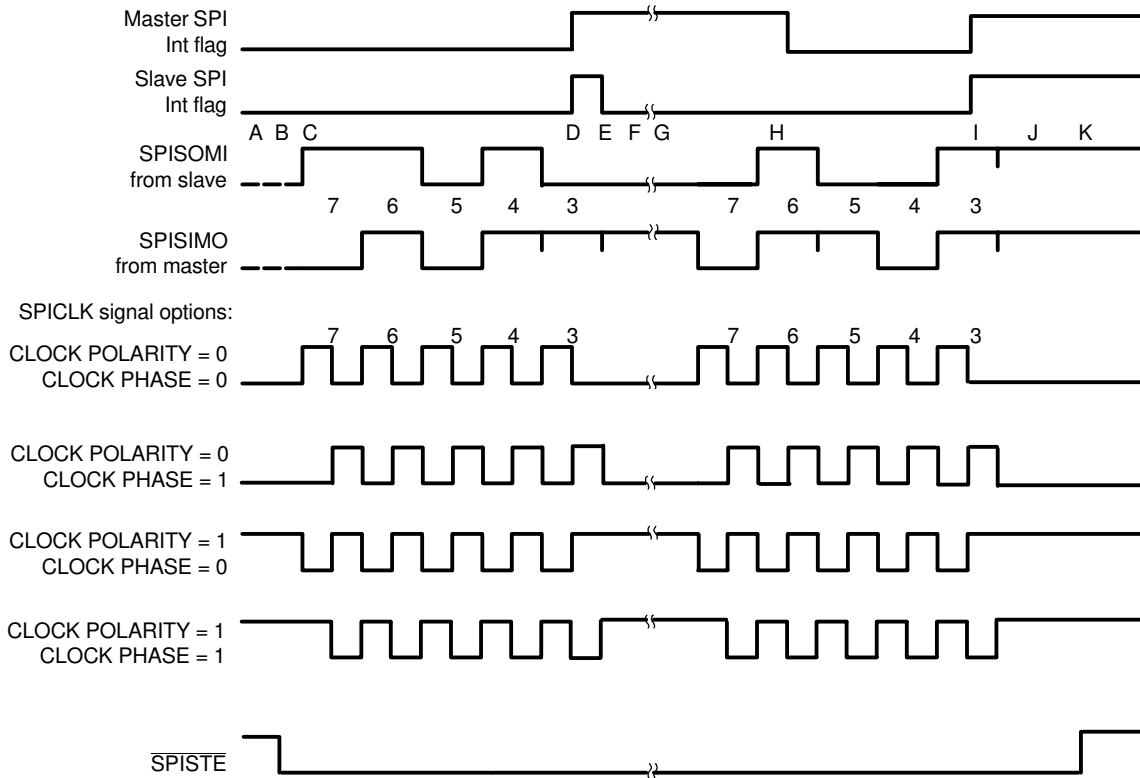 Master SPI
Int flag
Slave SPI
Int flag
A B C D E F G H I J K
SPISOMI
from slave
7 6 5 4 3 7 6 5 4 3
SPISIMO
from master
SPICLK signal options:
7 6 5 4 3 7 6 5 4 3
CLOCK POLARITY = 0
CLOCK PHASE = 0
CLOCK POLARITY = 0
CLOCK PHASE = 1
CLOCK POLARITY = 1
CLOCK PHASE = 0
CLOCK POLARITY = 1
CLOCK PHASE = 1
SPISTE